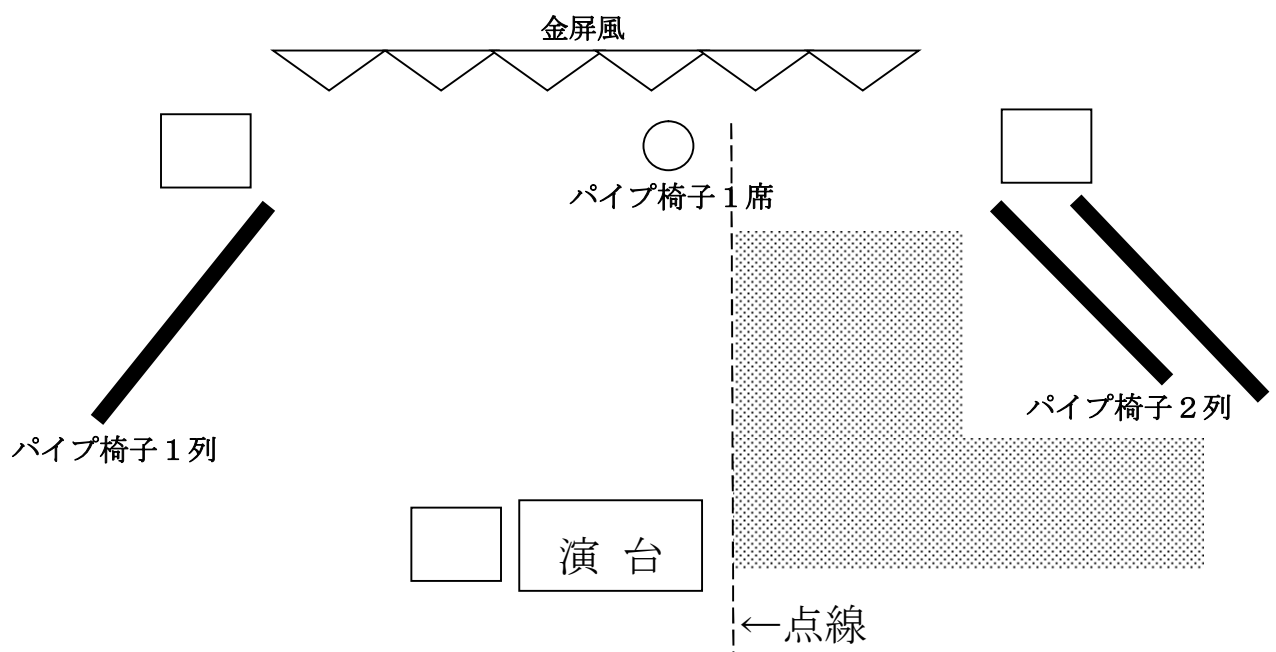 金屏風
パイプ椅子１席
パイプ椅子２列
パイプ椅子１列
演 台
←点線